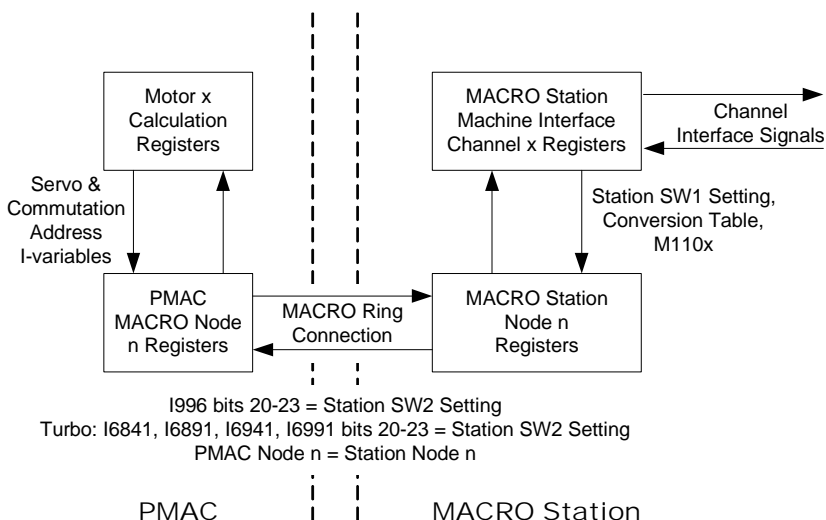 Motor x
Calculation
Registers
MACRO Station
Machine Interface
Channel x Registers
Channel
Interface Signals
Servo &
Commutation
Address
I-variables
Station SW1 Setting,
Conversion Table,
M110x
PMAC
MACRO Node
n Registers
MACRO Ring
Connection
MACRO Station
Node n
Registers
I996 bits 20-23 = Station SW2 Setting
Turbo: I6841, I6891, I6941, I6991 bits 20-23 = Station SW2 Setting
PMAC Node n = Station Node n
PMAC
MACRO Station